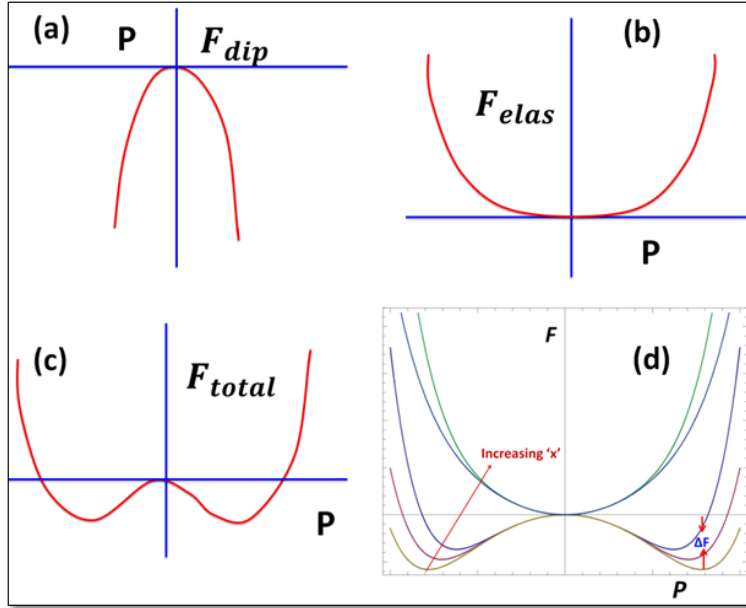 (a)
P
F_dip
(b)
F_elas
P
(c)
F_total
P
F
(d)
Increasing ‘x’
ΔF
P